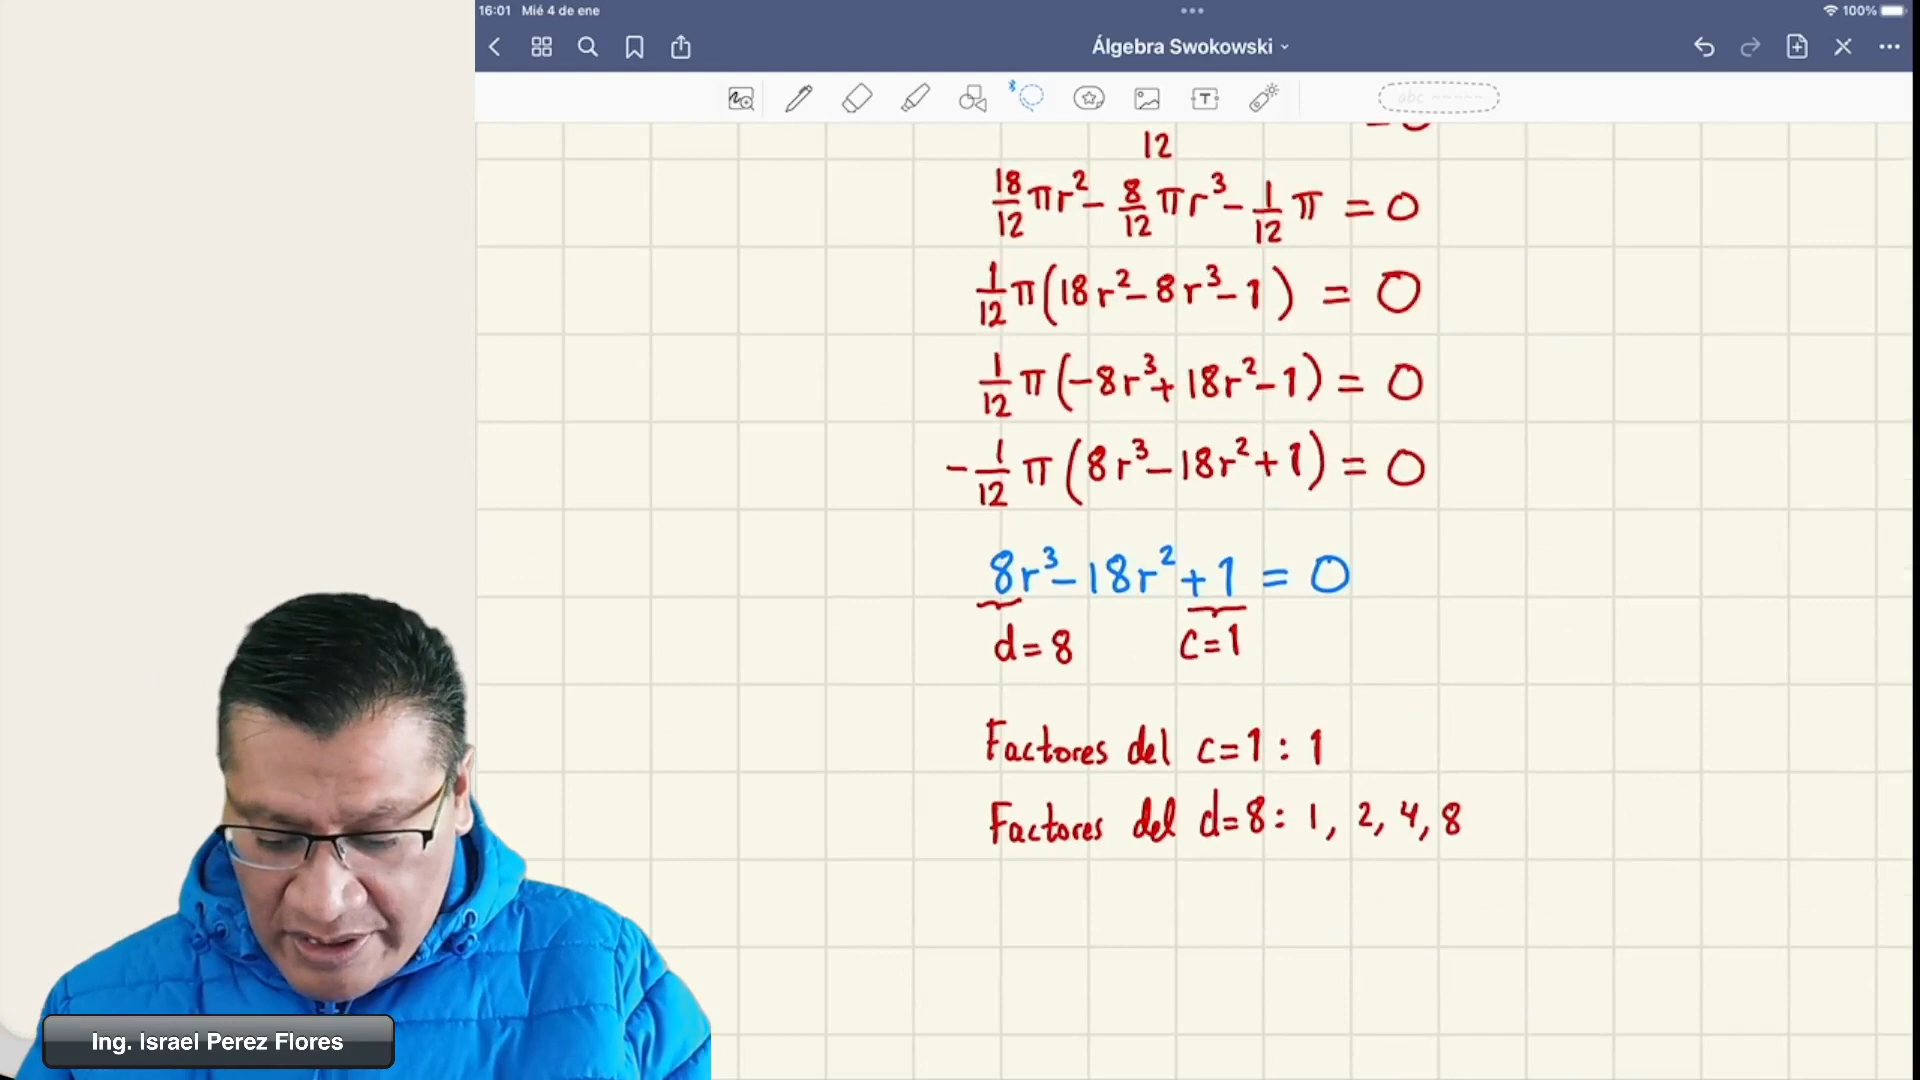 16:01 Mié 4 de ene
100%
Álgebra Swokowski
abc
12
18/12 πr² - 8/12 πr³ - 1/12 π = 0
1/12 π(18r² - 8r³ - 1) = 0
1/12 π(-8r³ + 18r² - 1) = 0
-1/12 π(8r³ - 18r² + 1) = 0
8r³ - 18r² + 1 = 0
d = 8 c = 1
Factores del c = 1 : 1
Factores del d = 8 : 1, 2, 4, 8
Ing. Israel Perez Flores